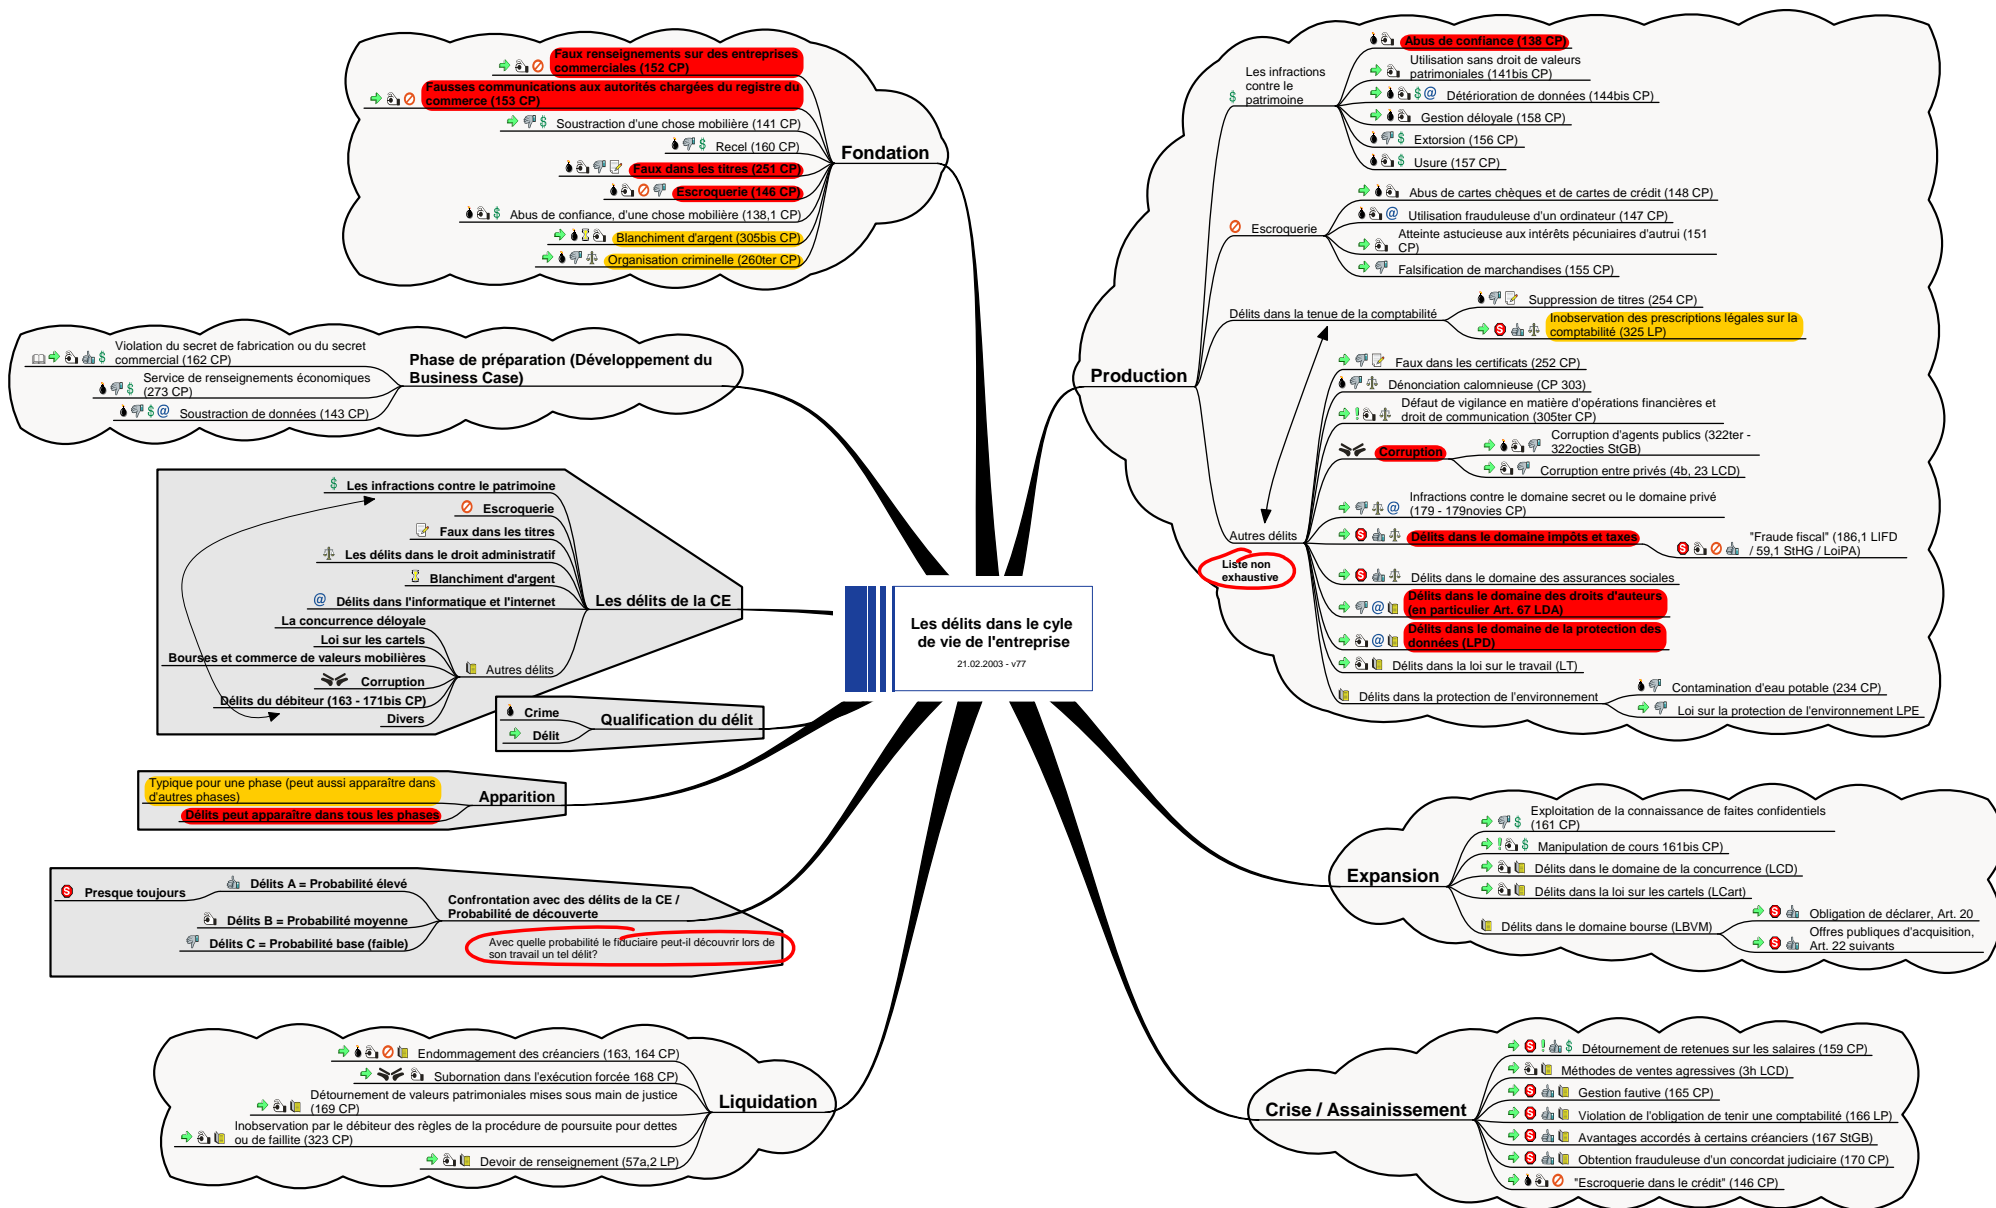 Les délits dans le cyle
de vie de l'entreprise
21.02.2003 - v77
Fondation
Faux renseignements sur des entreprises
commerciales (152 CP)
Fausses communications aux autorités chargées du registre du
commerce (153 CP)
Soustraction d'une chose mobilière (141 CP)
Recel (160 CP)
Faux dans les titres (251 CP)
Escroquerie (146 CP)
Abus de confiance, d'une chose mobilière (138,1 CP)
Blanchiment d'argent (305bis CP)
Organisation criminelle (260ter CP)
Phase de préparation (Développement du
Business Case)
Violation du secret de fabrication ou du secret
commercial (162 CP)
Service de renseignements économiques
(273 CP)
Soustraction de données (143 CP)
Les délits de la CE
Les infractions contre le patrimoine
Escroquerie
Faux dans les titres
Les délits dans le droit administratif
Blanchiment d'argent
Délits dans l'informatique et l'internet
Autres délits
La concurrence déloyale
Loi sur les cartels
Bourses et commerce de valeurs mobilières
Corruption
Délits du débiteur (163 - 171bis CP)
Divers
Qualification du délit
Crime
Délit
Apparition
Typique pour une phase (peut aussi apparaître dans
d'autres phases)
Délits peut apparaître dans tous les phases
Confrontation avec des délits de la CE /
Probabilité de découverte
Délits A = Probabilité élevé
Presque toujours
Délits B = Probabilité moyenne
Délits C = Probabilité base (faible)
Avec quelle probabilité le fiduciaire peut-il découvrir lors de
son travail un tel délit?
Liquidation
Endommagement des créanciers (163, 164 CP)
Subornation dans l'exécution forcée 168 CP)
Détournement de valeurs patrimoniales mises sous main de justice
(169 CP)
Inobservation par le débiteur des règles de la procédure de poursuite pour dettes
ou de faillite (323 CP)
Devoir de renseignement (57a,2 LP)
Production
Les infractions
contre le
patrimoine
Abus de confiance (138 CP)
Utilisation sans droit de valeurs
patrimoniales (141bis CP)
Détérioration de données (144bis CP)
Gestion déloyale (158 CP)
Extorsion (156 CP)
Usure (157 CP)
Escroquerie
Abus de cartes chèques et de cartes de crédit (148 CP)
Utilisation frauduleuse d'un ordinateur (147 CP)
Atteinte astucieuse aux intérêts pécuniaires d'autrui (151
CP)
Falsification de marchandises (155 CP)
Délits dans la tenue de la comptabilité
Suppression de titres (254 CP)
Inobservation des prescriptions légales sur la
comptabilité (325 LP)
Autres délits
Liste non
exhaustive
Faux dans les certificats (252 CP)
Dénonciation calomnieuse (CP 303)
Défaut de vigilance en matière d'opérations financières et
droit de communication (305ter CP)
Corruption
Corruption d'agents publics (322ter -
322octies StGB)
Corruption entre privés (4b, 23 LCD)
Infractions contre le domaine secret ou le domaine privé
(179 - 179novies CP)
Délits dans le domaine impôts et taxes
"Fraude fiscal" (186,1 LIFD
/ 59,1 StHG / LoiPA)
Délits dans le domaine des assurances sociales
Délits dans le domaine des droits d'auteurs
(en particulier Art. 67 LDA)
Délits dans le domaine de la protection des
données (LPD)
Délits dans la loi sur le travail (LT)
Délits dans la protection de l'environnement
Contamination d'eau potable (234 CP)
Loi sur la protection de l'environnement LPE
Expansion
Exploitation de la connaissance de faites confidentiels
(161 CP)
Manipulation de cours 161bis CP)
Délits dans le domaine de la concurrence (LCD)
Délits dans la loi sur les cartels (LCart)
Délits dans le domaine bourse (LBVM)
Obligation de déclarer, Art. 20
Offres publiques d'acquisition,
Art. 22 suivants
Crise / Assainissement
Détournement de retenues sur les salaires (159 CP)
Méthodes de ventes agressives (3h LCD)
Gestion fautive (165 CP)
Violation de l'obligation de tenir une comptabilité (166 LP)
Avantages accordés à certains créanciers (167 StGB)
Obtention frauduleuse d'un concordat judiciaire (170 CP)
"Escroquerie dans le crédit" (146 CP)